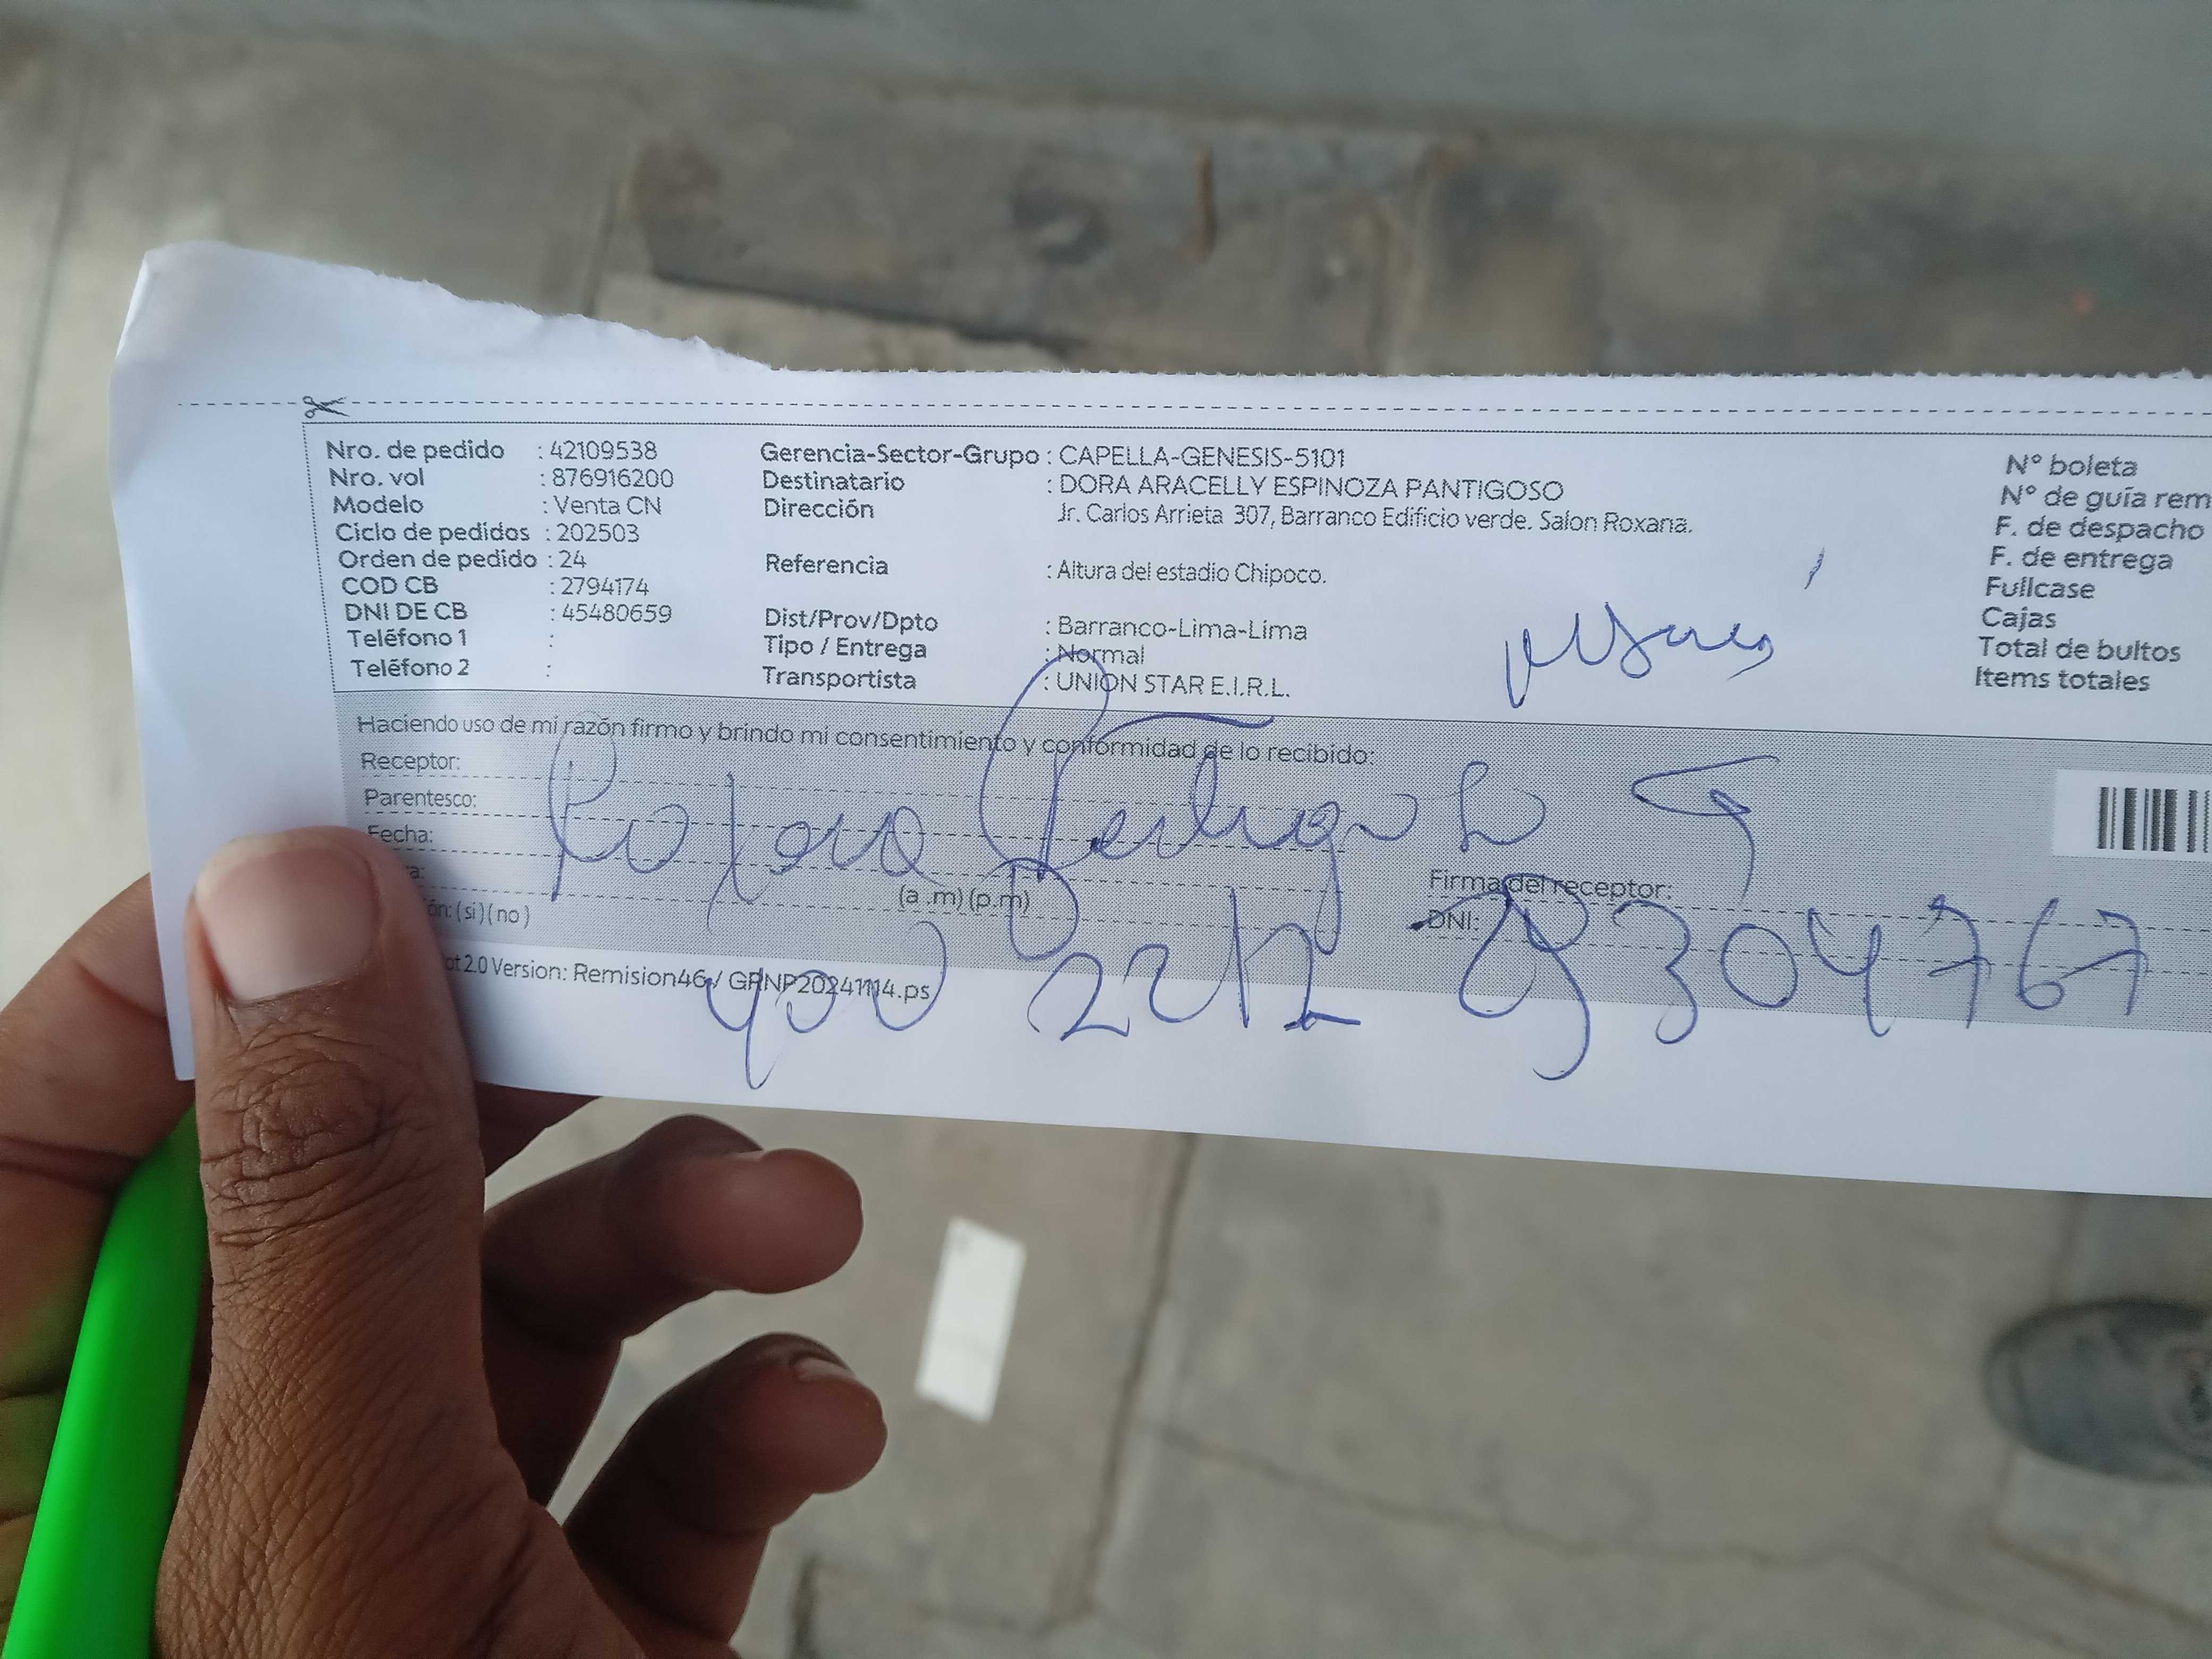 Nro. de pedido : 42109538
Nro. vol : 876916200
Modelo : Venta CN
Ciclo de pedidos : 202503
Orden de pedido : 24
COD CB : 2794174
DNI DE CB : 45480659
Teléfono 1 :
Teléfono 2 :
Gerencia-Sector-Grupo : CAPELLA-GENESIS-5101
Destinatario : DORA ARACELLY ESPINOZA PANTIGOSO
Dirección Jr. Carlos Arrieta 307, Barranco Edificio verde. Salon Roxana.
Referencia : Altura del estadio Chipoco.
Dist/Prov/Dpto : Barranco-Lima-Lima
Tipo / Entrega : Normal
Transportista : UNION STAR E.I.R.L.
N° boleta
N° de guía rem
F. de despacho
F. de entrega
Fullcase
Cajas
Total de bultos
Items totales
Haciendo uso de mi razón firmo y brindo mi consentimiento y conformidad de lo recibido:
Receptor:
Parentesco:
Fecha:
(a .m) (p.m)
(si) (no)
Firma del receptor:
DNI: 304767
2.0 Version: Remision46 / GRNP20241114.ps